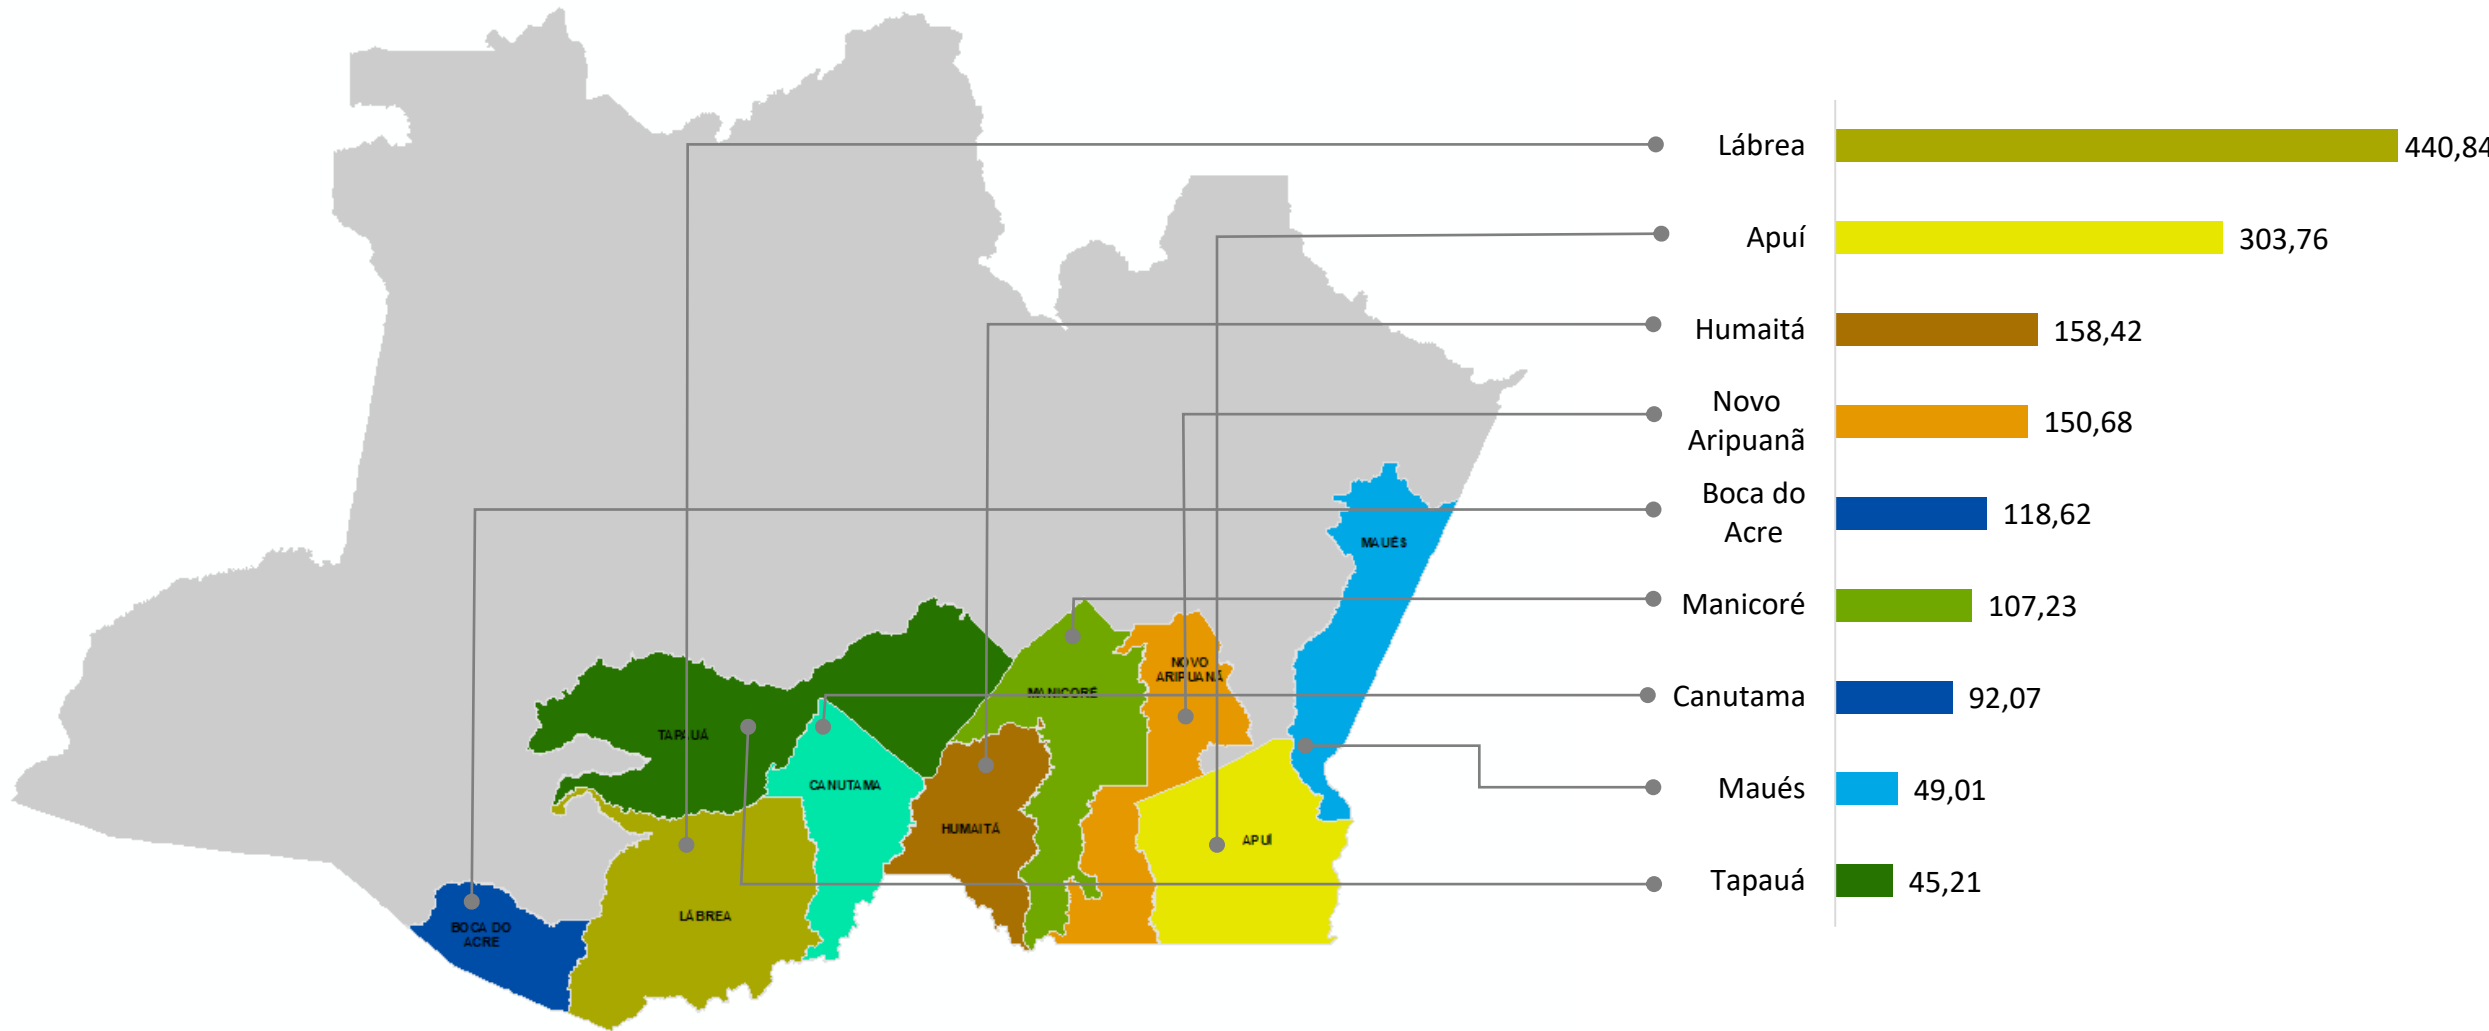 Lábrea
440,84
Apuí
303,76
Humaitá
158,42
Novo
Aripuanã
150,68
Boca do
Acre
118,62
Manicoré
107,23
Canutama
92,07
Maués
49,01
Tapauá
45,21
MAUÉS
NOVO
ARIPUANÃ
MANICORÉ
TAPAUÁ
CANUTAMA
HUMAITÁ
APUÍ
LÁBREA
BOCA DO
ACRE